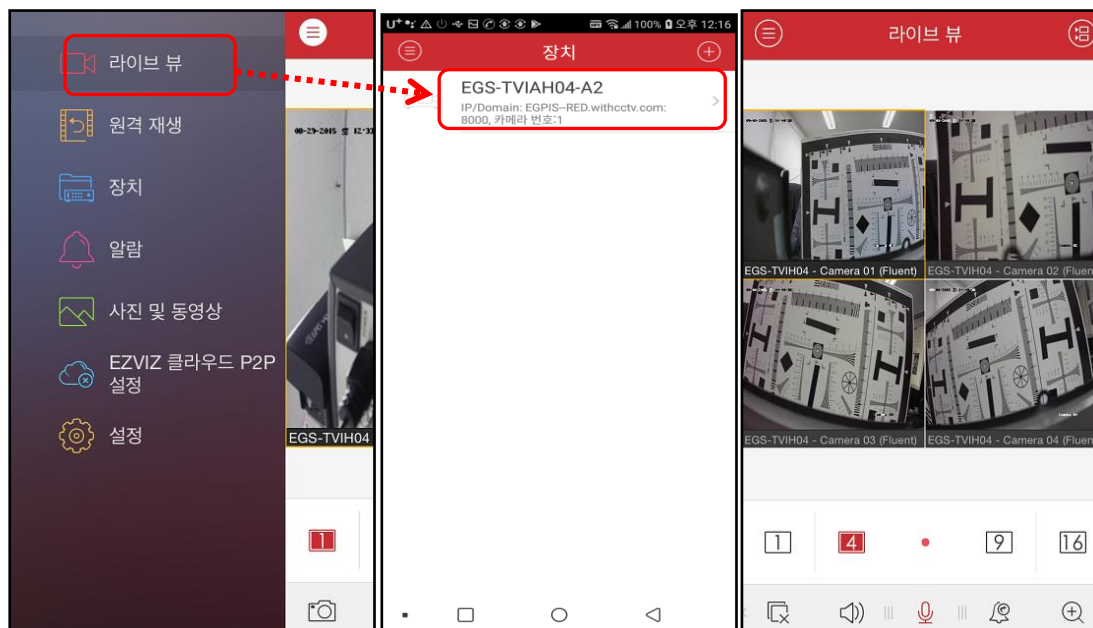 라이브 뷰
원격 재생
장치
알람
사진 및 동영상
EZVIZ 클라우드 P2P
설정
설정
EGS-TVIH04
1
U+ 100% 오후 12:16
장치
EGS-TVIAH04-A2
IP/Domain: EGPIS--RED.withcctv.com:
8000, 카메라 번호:1
라이브 뷰
EGS-TVIH04 - Camera 01 (Fluent)
EGS-TVIH04 - Camera 02 (Fluen
EGS-TVIH04 - Camera 03 (Fluent)
EGS-TVIH04 - Camera 04 (Fluen
1 4 9 16